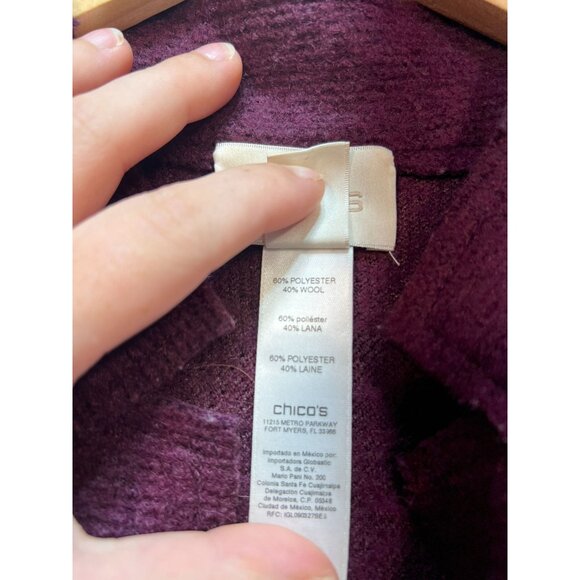 S
60% POLYESTER
40% WOOL
60% poliéster
40% LANA
60% POLYESTER
40% LAINE
chico's
11215 METRO PARKWAY
FORT MYERS, FL 33966
Importado en México por:
Importadora Globastic
S.A. de C.V.
Mario Pani No. 200
Colonia Santa Fe Cuajimalpa
Delegación Cuajimalpa
de Morelos, C.P. 05348
Ciudad de México, México
RFC: IGL090327SE3